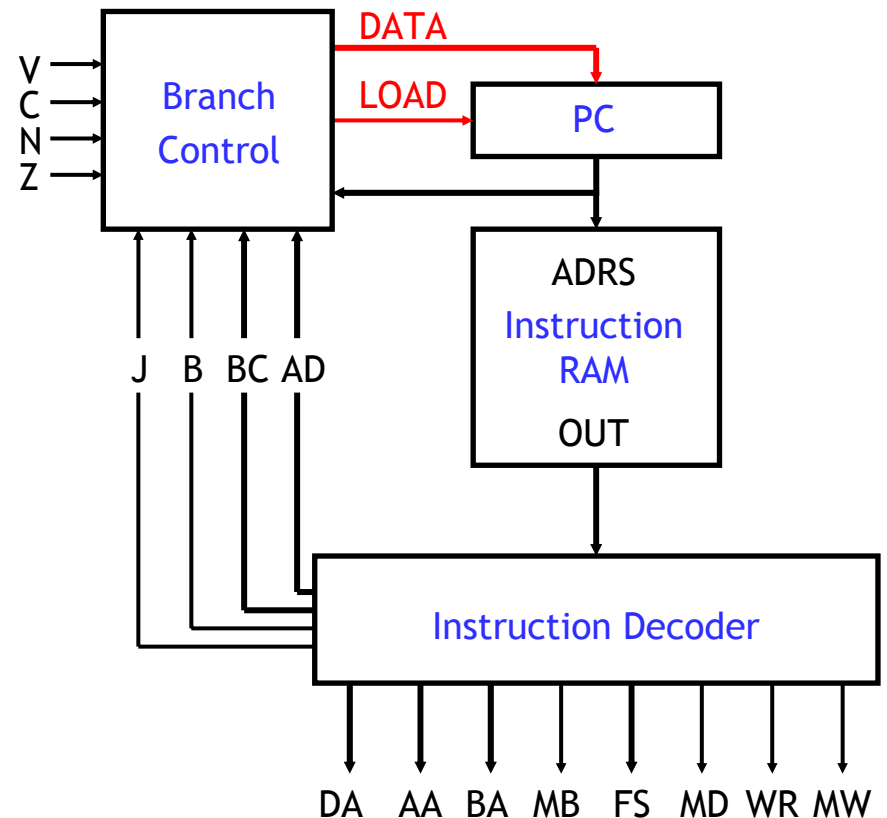 DATA
V
C
N
Z
Branch
Control
LOAD
PC
ADRS
Instruction
RAM
OUT
J B BC AD
Instruction Decoder
DA AA BA MB FS MD WR MW